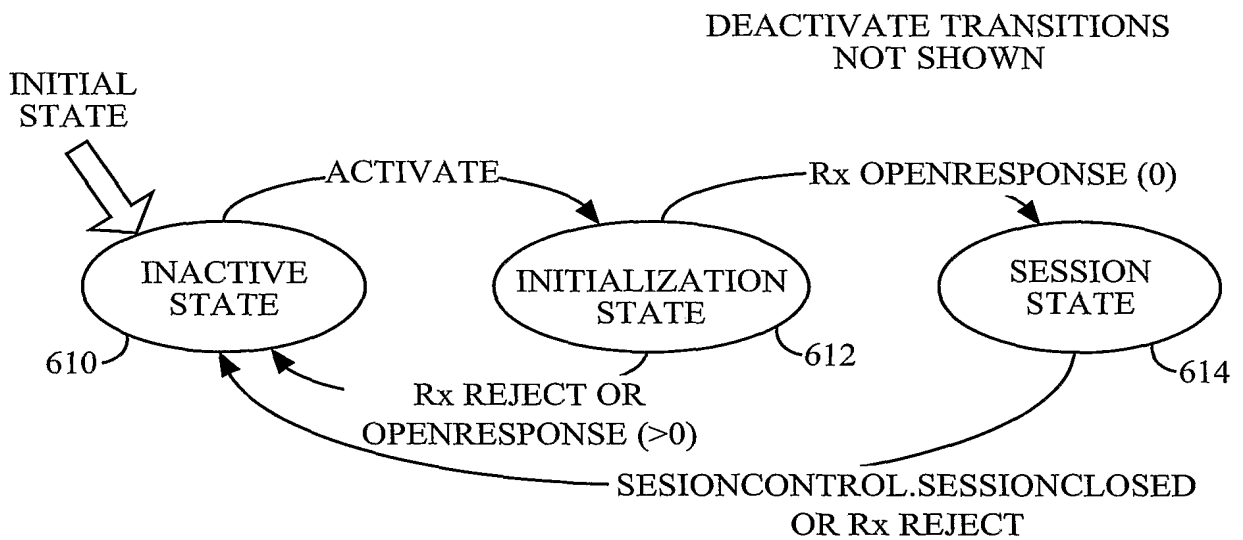 DEACTIVATE TRANSITIONS
NOT SHOWN
INITIAL
STATE
ACTIVATE
Rx OPENRESPONSE (0)
INACTIVE
STATE
INITIALIZATION
STATE
SESSION
STATE
610
612
614
Rx REJECT OR
OPENRESPONSE (>0)
SESIONCONTROL.SESSIONCLOSED
OR Rx REJECT